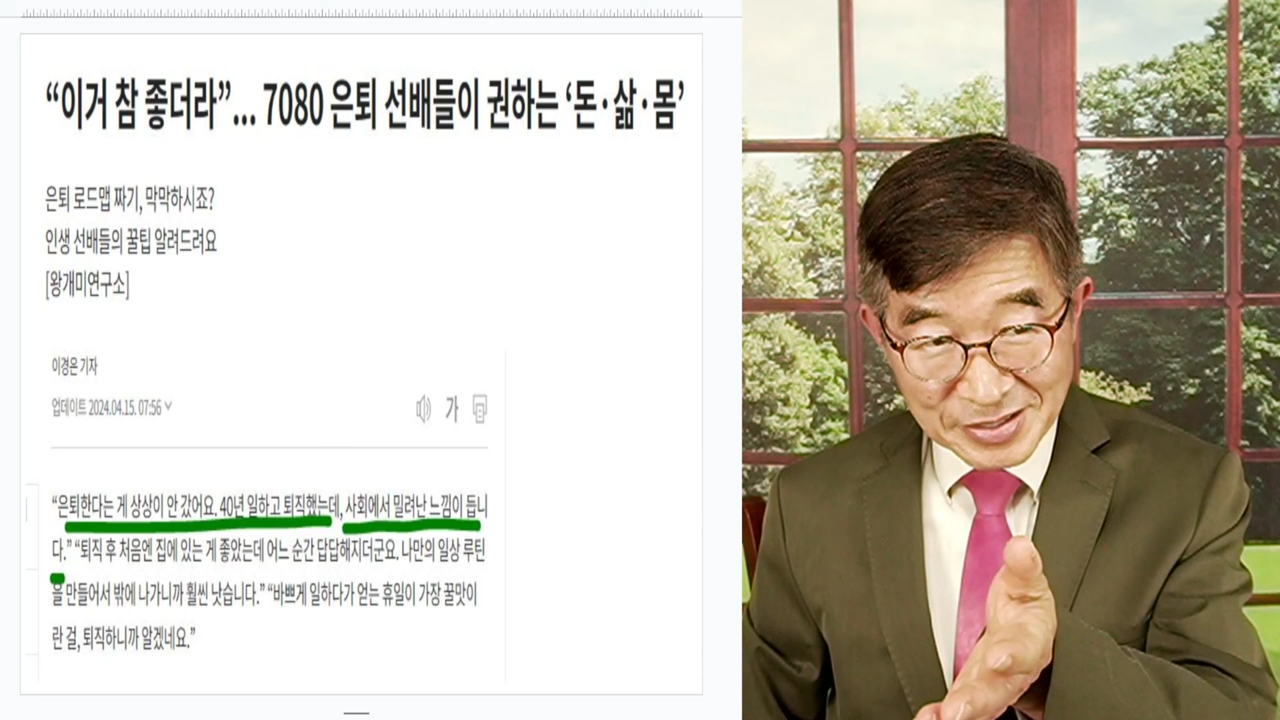 “이거 참 좋더라”... 7080 은퇴 선배들이 권하는 ‘돈·삶·몸’
은퇴 로드맵 짜기, 막막하시죠?
인생 선배들의 꿀팁 알려드려요
[왕개미연구소]
이경은 기자
업데이트 2024.04.15. 07:56
가
“은퇴한다는 게 상상이 안 갔어요. 40년 일하고 퇴직했는데, 사회에서 밀려난 느낌이 듭니
다.” “퇴직 후 처음엔 집에 있는 게 좋았는데 어느 순간 답답해지더군요. 나만의 일상 루틴
을 만들어서 밖에 나가니까 훨씬 낫습니다.” “바쁘게 일하다가 얻는 휴일이 가장 꿀맛이
란 걸, 퇴직하니까 알겠네요.”